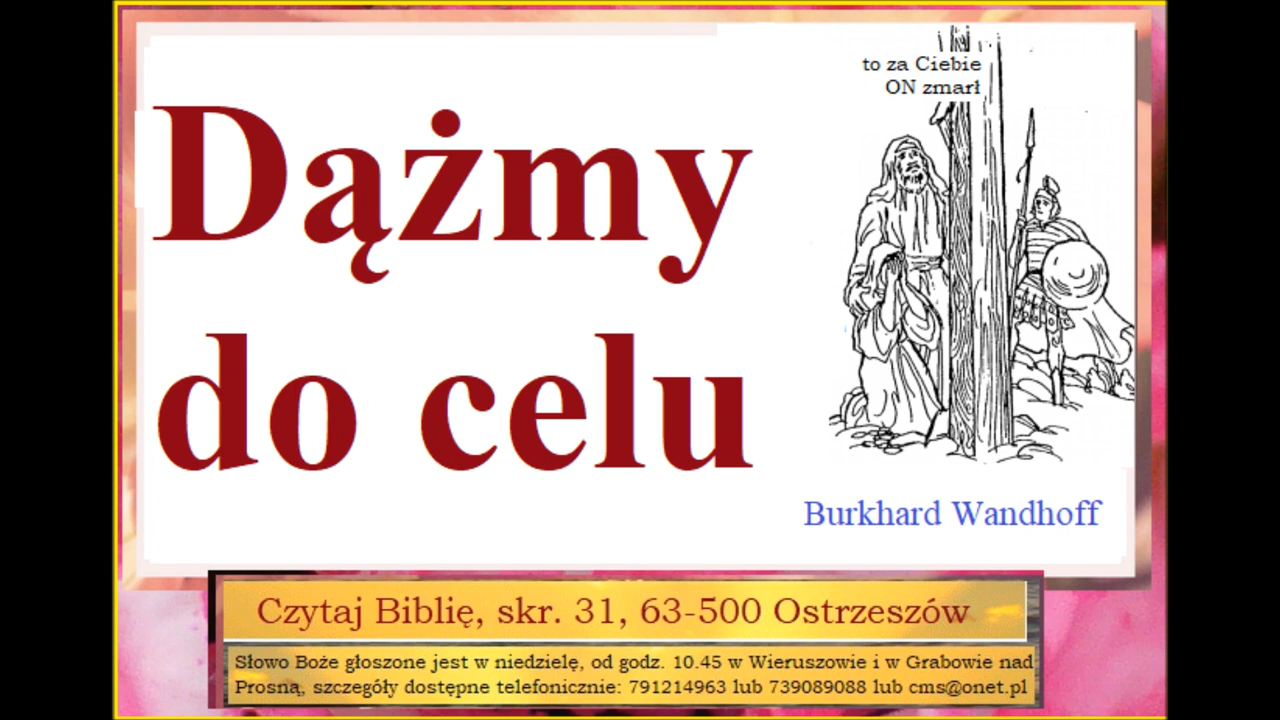 to za Ciebie
ON zmarł
Dążmy
do celu
Burkhard Wandhoff
Czytaj Biblię, skr. 31, 63-500 Ostrzeszów
Słowo Boże głoszone jest w niedzielę, od godz. 10.45 w Wieruszowie i w Grabowie nad
Prosną, szczegóły dostępne telefonicznie: 791214963 lub 739089088 lub cms@onet.pl